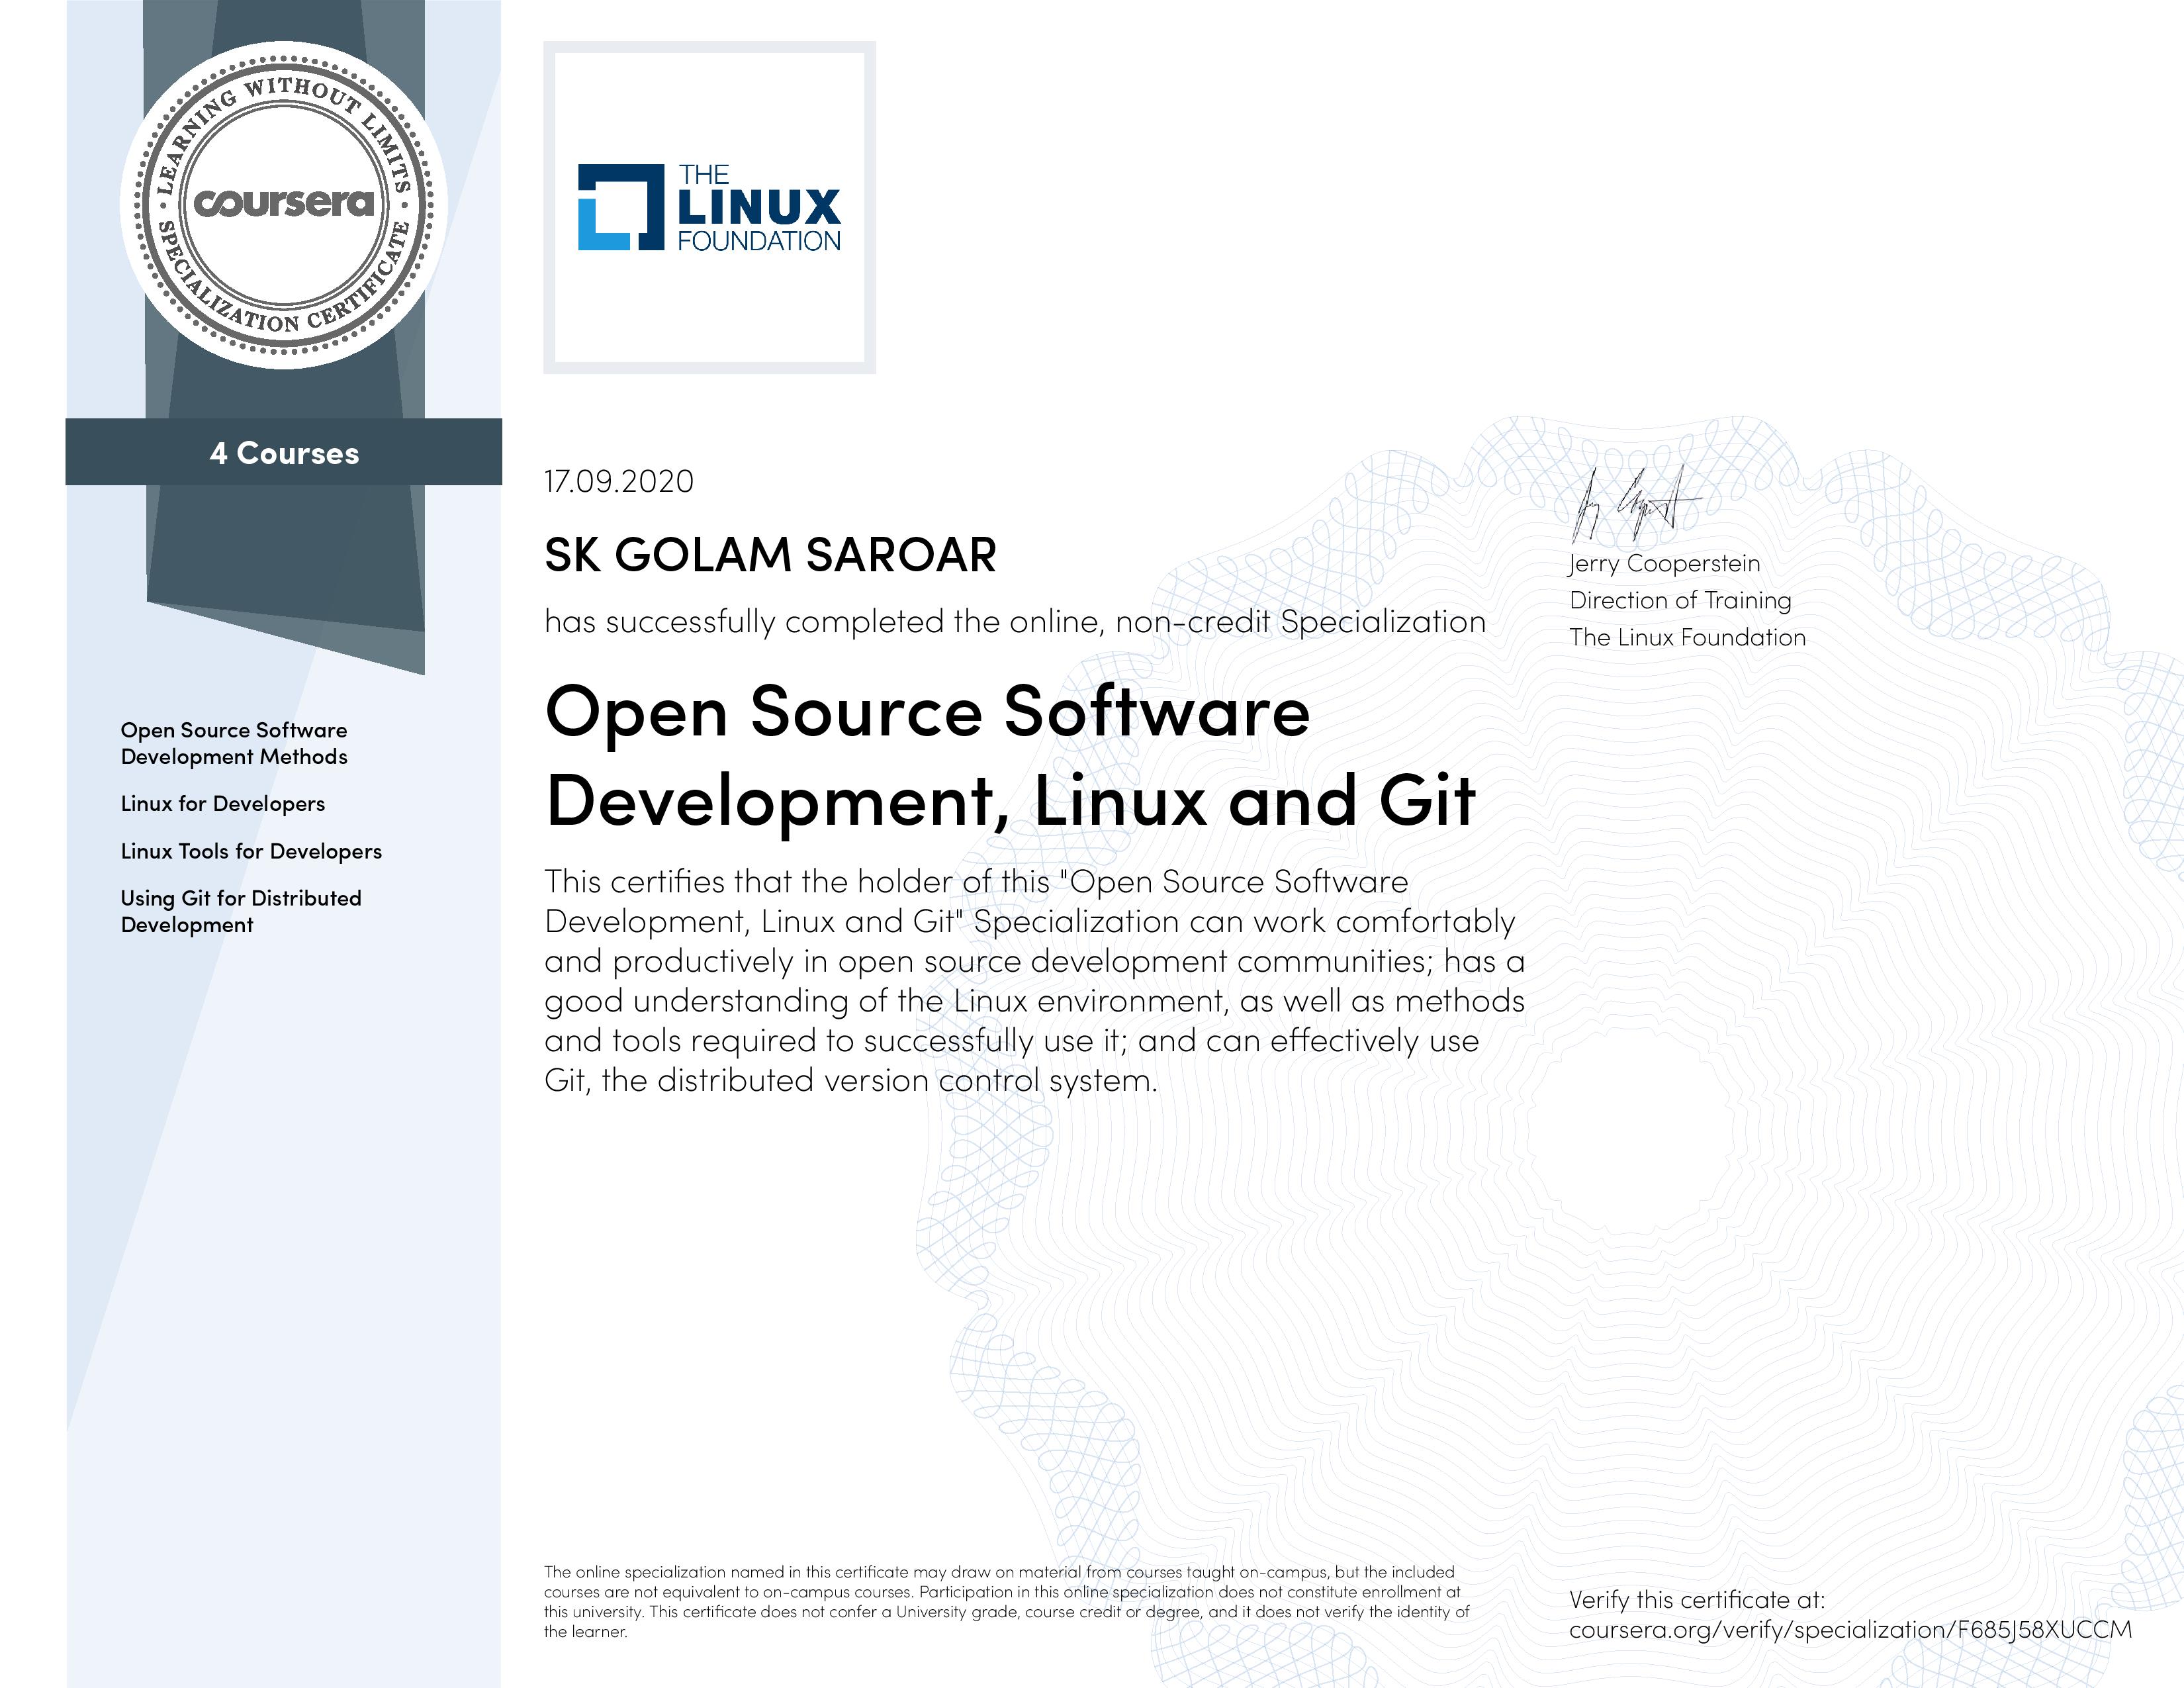 LEARNING WITHOUT LIMITS
coursera
SPECIALIZATION CERTIFICATE
4 Courses
Open Source Software
Development Methods
Linux for Developers
Linux Tools for Developers
Using Git for Distributed
Development
THE
LINUX
FOUNDATION
17.09.2020
SK GOLAM SAROAR
has successfully completed the online, non-credit Specialization
Open Source Software
Development, Linux and Git
This certifies that the holder of this "Open Source Software
Development, Linux and Git" Specialization can work comfortably
and productively in open source development communities; has a
good understanding of the Linux environment, as well as methods
and tools required to successfully use it; and can effectively use
Git, the distributed version control system.
Jerry Cooperstein
Direction of Training
The Linux Foundation
The online specialization named in this certificate may draw on material from courses taught on-campus, but the included
courses are not equivalent to on-campus courses. Participation in this online specialization does not constitute enrollment at
this university. This certificate does not confer a University grade, course credit or degree, and it does not verify the identity of
the learner.
Verify this certificate at:
coursera.org/verify/specialization/F685J58XUCCM